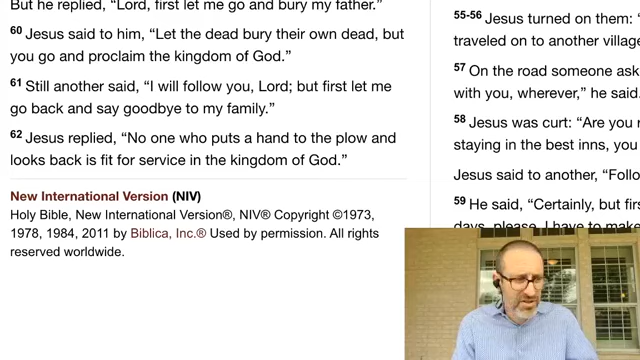 But he replied, “Lord, first let me go and bury my father.”
60 Jesus said to him, “Let the dead bury their own dead, but
you go and proclaim the kingdom of God.”
61 Still another said, “I will follow you, Lord; but first let me
go back and say goodbye to my family.”
62 Jesus replied, “No one who puts a hand to the plow and
looks back is fit for service in the kingdom of God.”
New International Version (NIV)
Holy Bible, New International Version®, NIV® Copyright ©1973,
1978, 1984, 2011 by Biblica, Inc.® Used by permission. All rights
reserved worldwide.
55-56 Jesus turned on them: “
traveled on to another village
57 On the road someone ask
with you, wherever,” he said.
58 Jesus was curt: “Are you r
staying in the best inns, you
Jesus said to another, “Follo
59 He said, “Certainly, but firs
days, please. I have to make